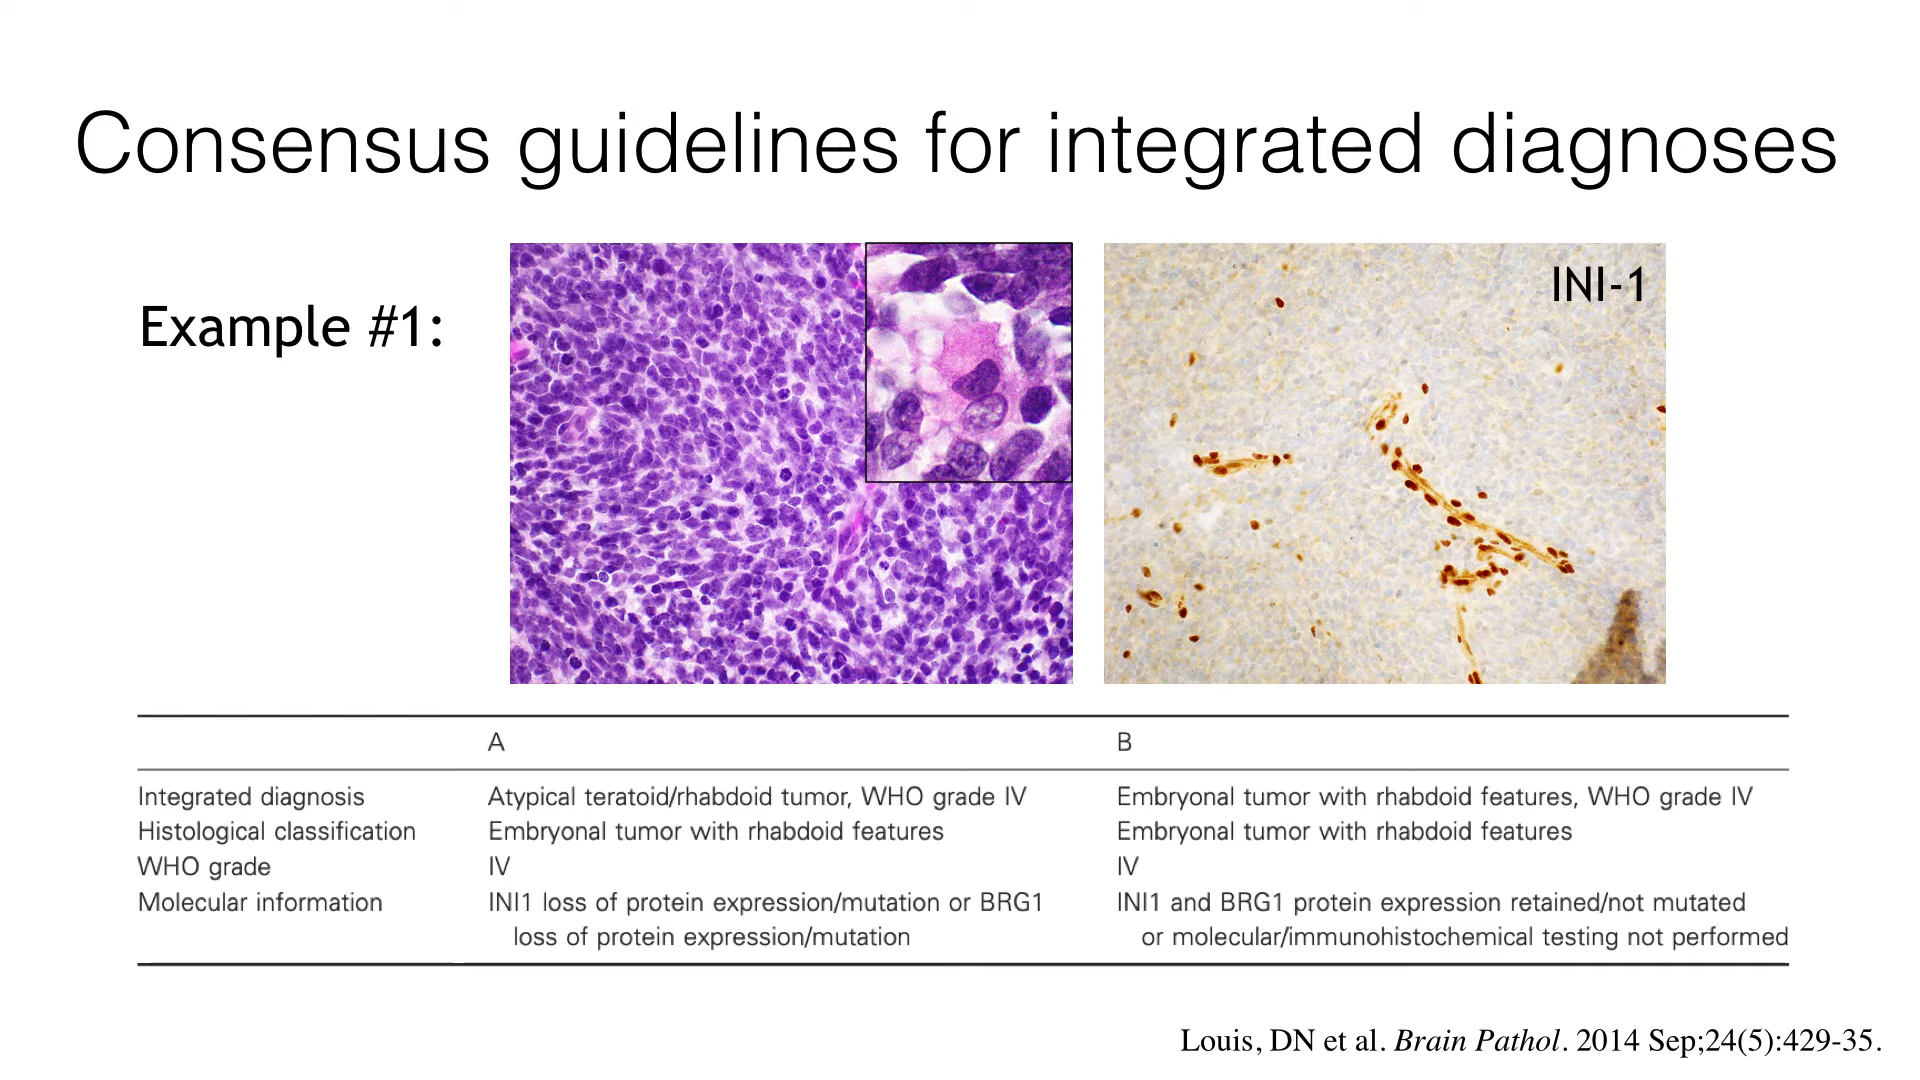 Consensus guidelines for integrated diagnoses
Example #1:
INI-1
A B
Integrated diagnosis Atypical teratoid/rhabdoid tumor, WHO grade IV Embryonal tumor with rhabdoid features, WHO grade IV
Histological classification Embryonal tumor with rhabdoid features Embryonal tumor with rhabdoid features
WHO grade IV IV
Molecular information INI1 loss of protein expression/mutation or BRG1 INI1 and BRG1 protein expression retained/not mutated
loss of protein expression/mutation or molecular/immunohistochemical testing not performed
Louis, DN et al. Brain Pathol. 2014 Sep;24(5):429-35.